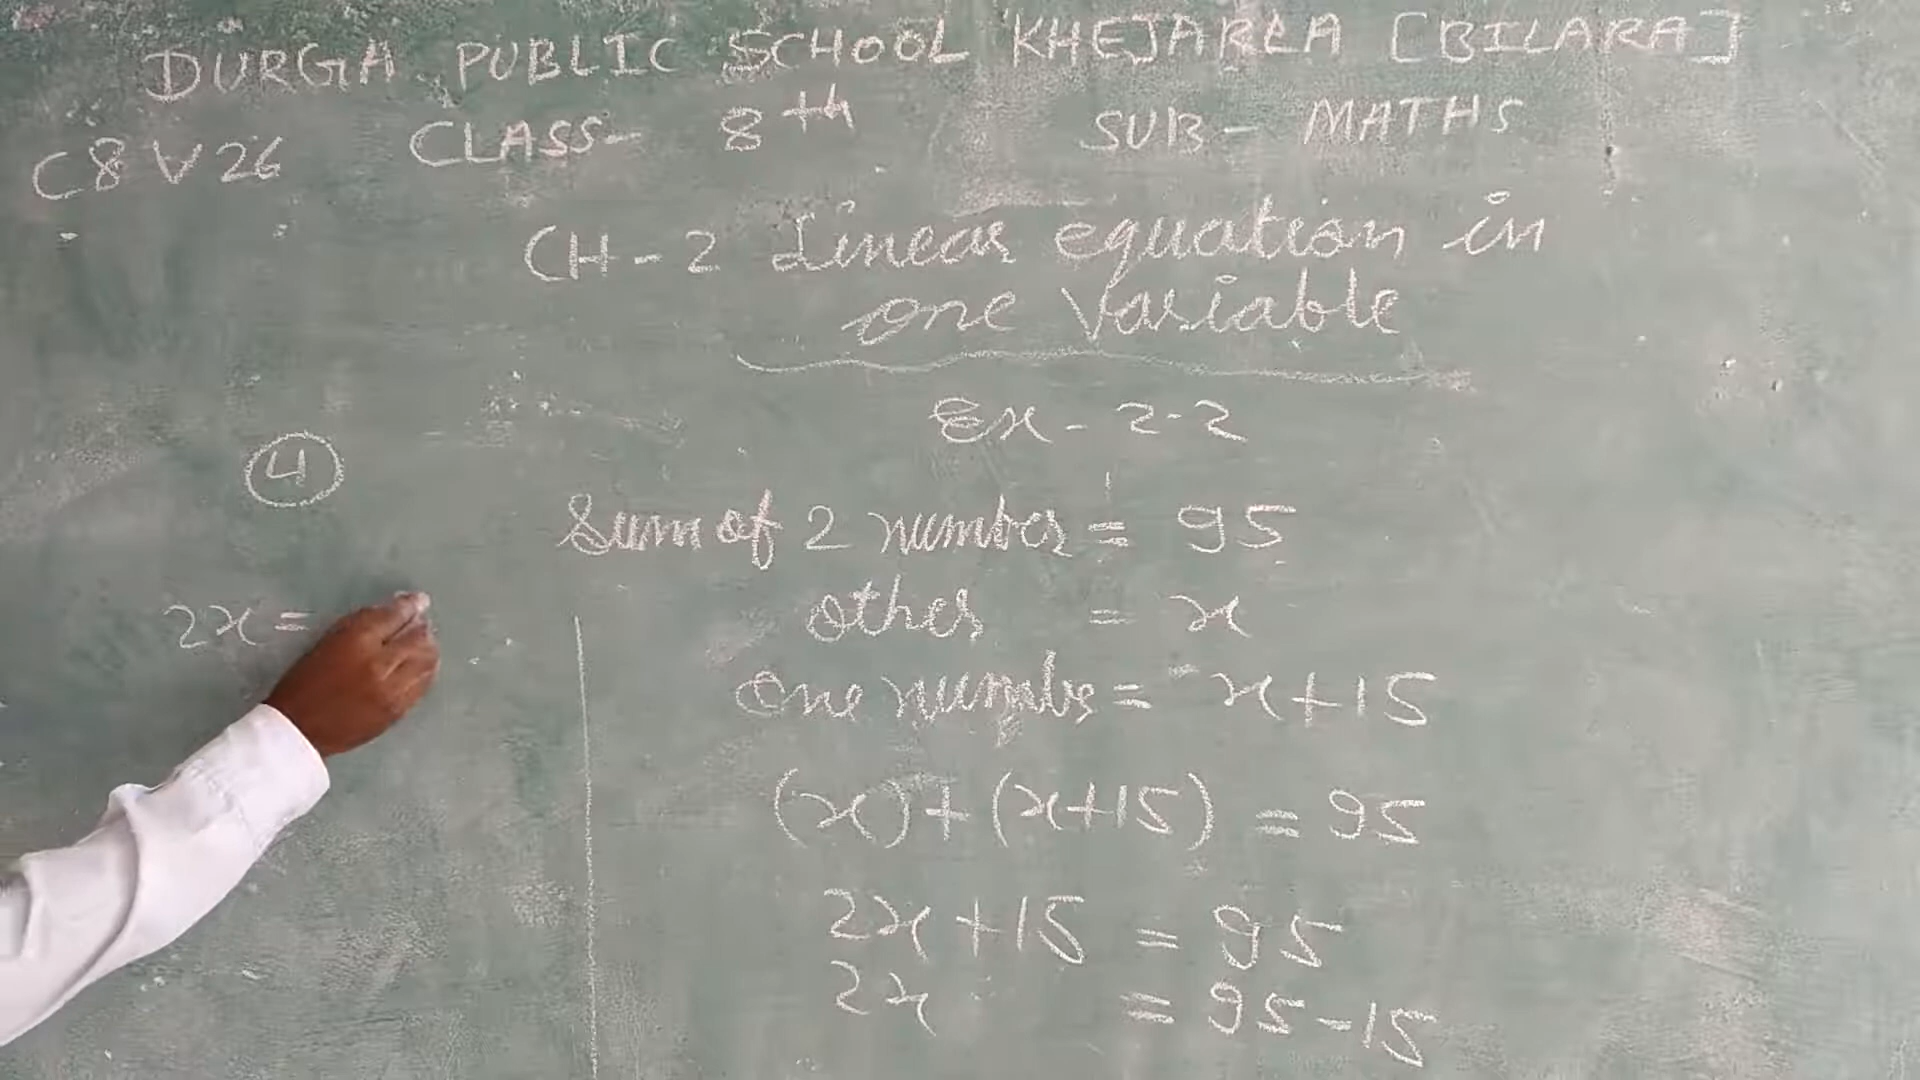 DURGA PUBLIC SCHOOL KHEJARLA [BILARA]
C8V26 CLASS- 8th SUB- MATHS
CH-2 Linear equation in
one Variable
Ex-2.2
4
Sum of 2 number = 95
other = x
one number = x+15
(x)+(x+15) = 95
2x+15 = 95
2x = 95-15
2x =